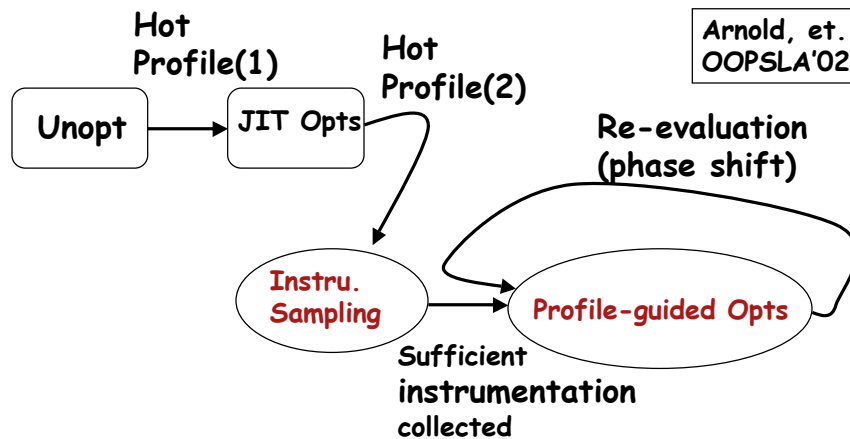 Hot
Profile(1)
Hot
Profile(2)
Arnold, et.
OOPSLA'02
Unopt
JIT Opts
Re-evaluation
(phase shift)
Instru.
Sampling
Profile-guided Opts
Sufficient
instrumentation
collected